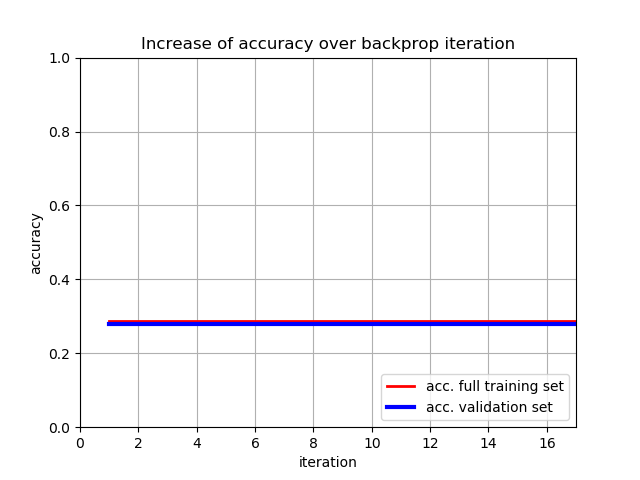 Increase of accuracy over backprop iteration
1.0
0.8
0.6
0.4
0.2
0.0
accuracy
0 2 4 6 8 10 12 14 16
iteration
acc. full training set
acc. validation set